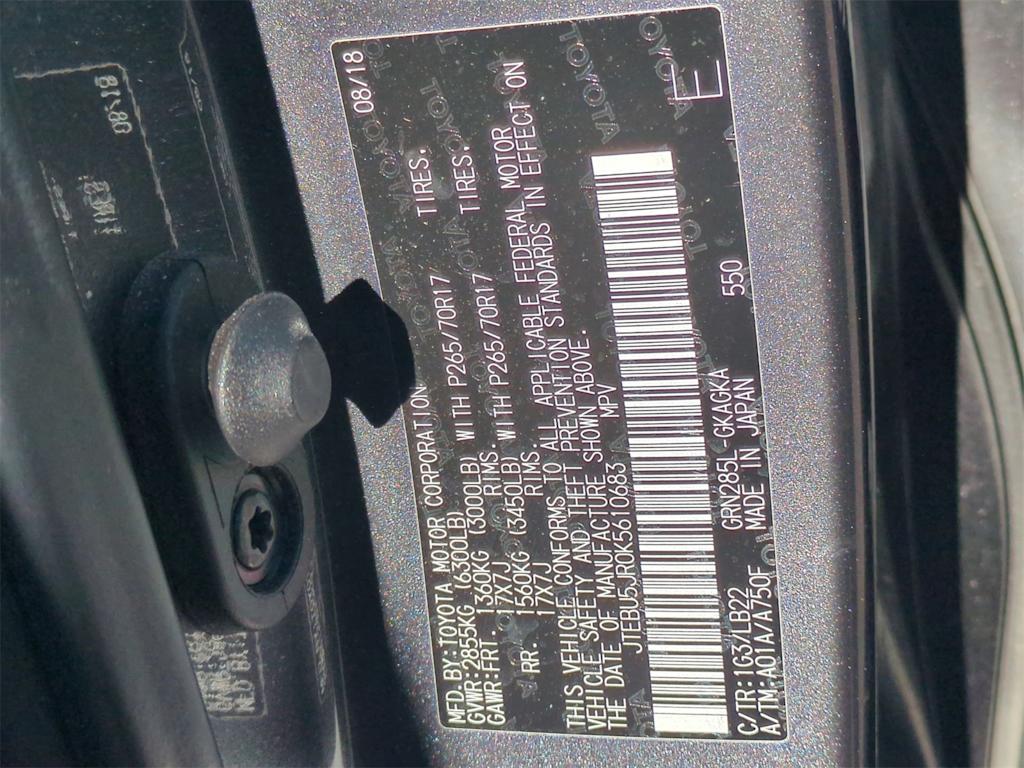 MFD.BY:TOYOTA MOTOR CORPORATION 08/18
GVWR:2855KG (6300LB)
GAWR:FRT. 1360KG (3000LB) WITH P265/70R17 TIRES.
17X7J RIMS.
RR. 1560KG (3450LB) WITH P265/70R17 TIRES.
17X7J RIMS.
THIS VEHICLE CONFORMS TO ALL APPLICABLE FEDERAL MOTOR
VEHICLE SAFETY AND THEFT PREVENTION STANDARDS IN EFFECT ON
THE DATE OF MANUFACTURE SHOWN ABOVE.
JTEBU5JR0K5610683 MPV
C/TR:1G3/LB22 GRN285L-GKAGKA 550
A/TM:A01A/A750F MADE IN JAPAN
E
08/18